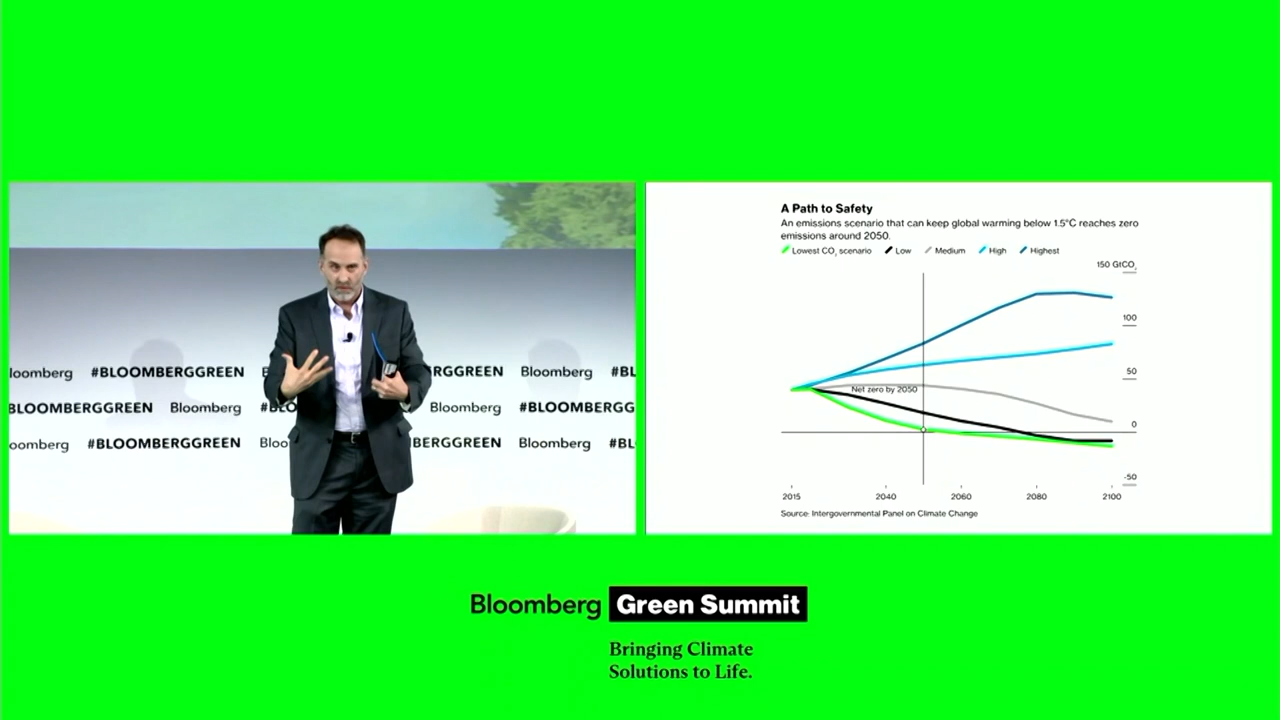 loomberg #BLOOMBERGGREEN B RGGREEN Bloomberg #BL
BLOOMBERGGREEN Bloomberg #BLO BERGGREEN Bloomberg #BLOOMBERGG
oomberg #BLOOMBERGGREEN Bloo MBERGGREEN Bloomberg #BL
A Path to Safety
An emissions scenario that can keep global warming below 1.5°C reaches zero
emissions around 2050.
Lowest CO₂ scenario Low Medium High Highest
150 GtCO₂
100
50
Net zero by 2050
0
-50
2015 2040 2060 2080 2100
Source: Intergovernmental Panel on Climate Change
Bloomberg Green Summit
Bringing Climate
Solutions to Life.